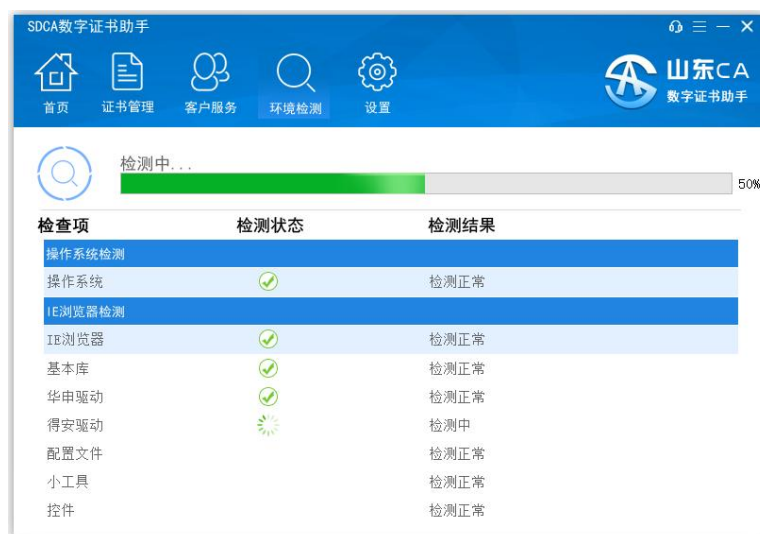 SDCA数字证书助手
首页 证书管理 客户服务 环境检测 设置
山东CA
数字证书助手
检测中...
50%
检查项 检测状态 检测结果
操作系统检测
操作系统 检测正常
IE浏览器检测
IE浏览器 检测正常
基本库 检测正常
华申驱动 检测正常
得安驱动 检测中
配置文件 检测正常
小工具 检测正常
控件 检测正常